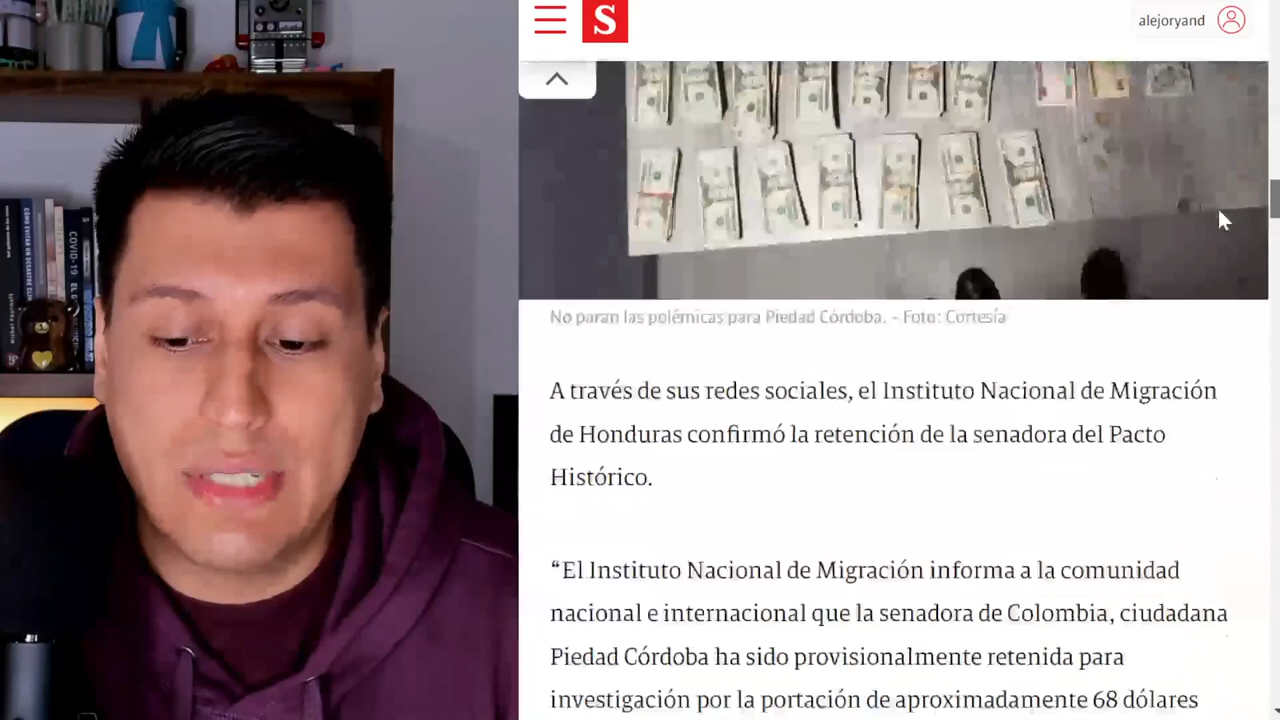 S
alejoryand
No paran las polémicas para Piedad Córdoba. - Foto: Cortesía
A través de sus redes sociales, el Instituto Nacional de Migración
de Honduras confirmó la retención de la senadora del Pacto
Histórico.
“El Instituto Nacional de Migración informa a la comunidad
nacional e internacional que la senadora de Colombia, ciudadana
Piedad Córdoba ha sido provisionalmente retenida para
investigación por la portación de aproximadamente 68 dólares
COVID-19